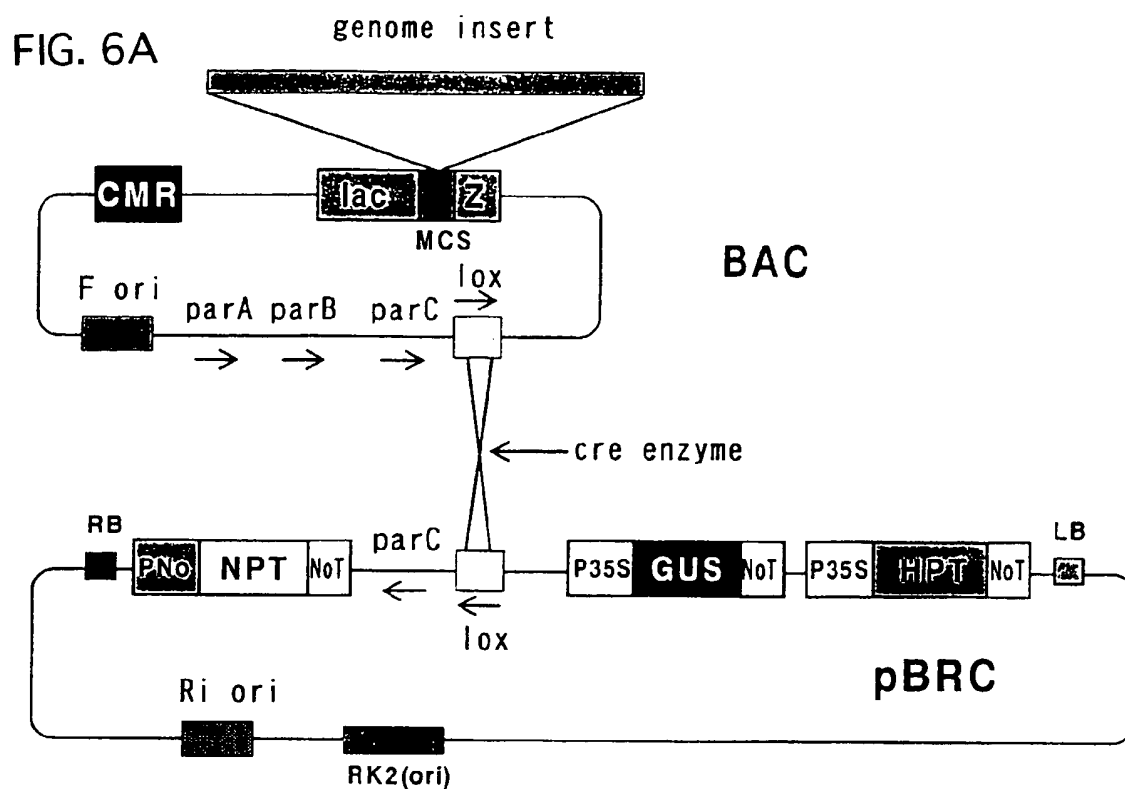 FIG. 6A
genome insert
CMR
lac
Z
MCS
BAC
F ori
parA
parB
parC
lox
cre enzyme
RB
PNo
NPT
NoT
parC
lox
P35S
GUS
NoT
P35S
HPT
NoT
LB
pBRC
Ri ori
RK2(ori)